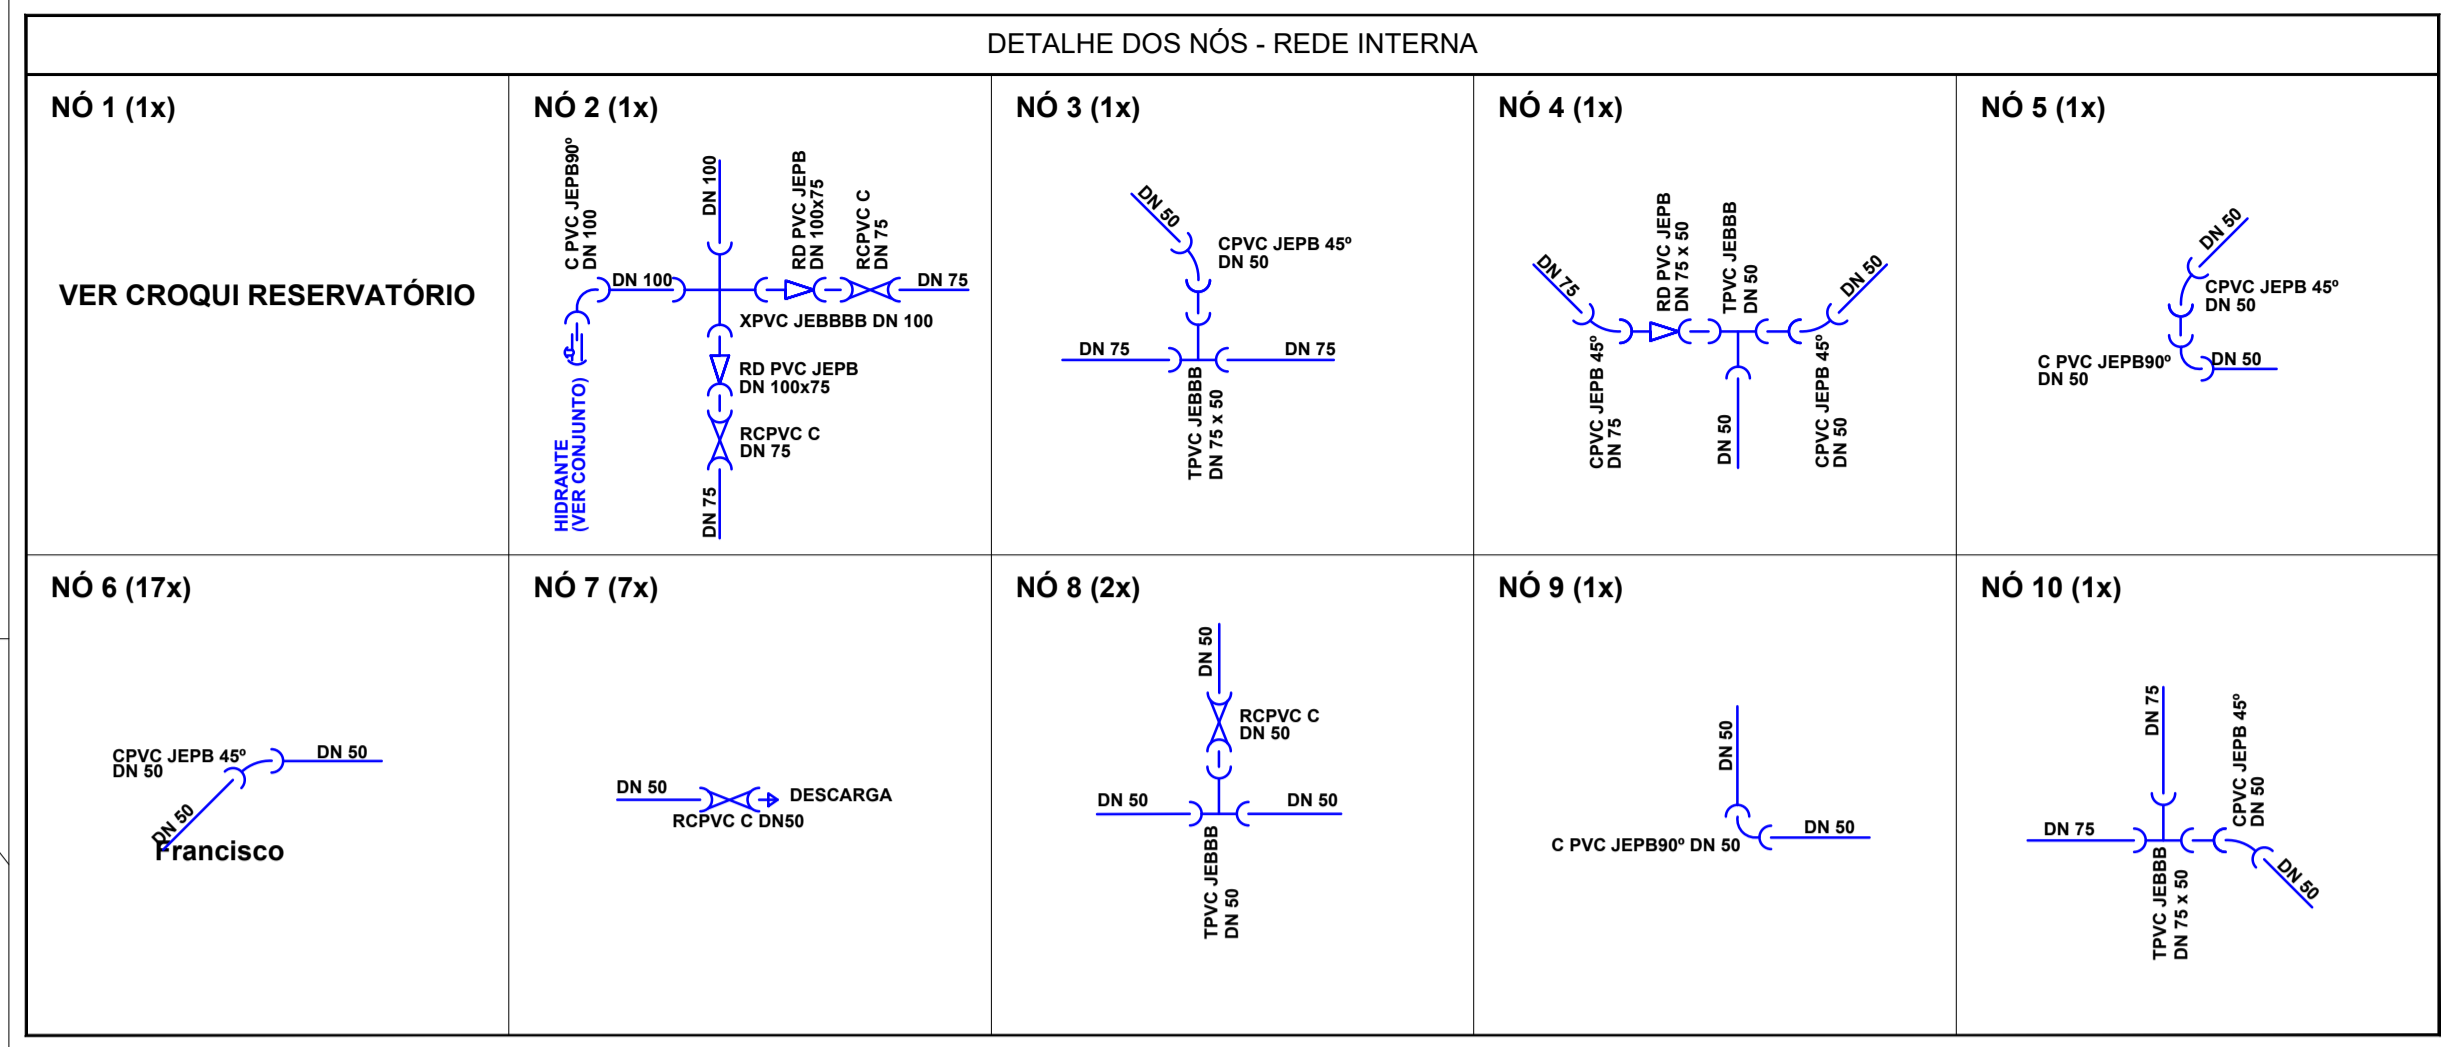 DETALHE DOS NÓS - REDE INTERNA
NÓ 1 (1x)
VER CROQUI RESERVATÓRIO
NÓ 2 (1x)
C PVC JEPB90º
DN 100
DN 100
RD PVC JEPB
DN 100x75
RCPVC C
DN 75
DN 100
DN 75
XPVC JEBBBB DN 100
RD PVC JEPB
DN 100x75
RCPVC C
DN 75
HIDRANTE
(VER CONJUNTO)
DN 75
NÓ 3 (1x)
DN 50
CPVC JEPB 45º
DN 50
DN 75
DN 75
TPVC JEBBB
DN 75 x 50
NÓ 4 (1x)
DN 75
RD PVC JEPB
DN 75 x 50
TPVC JEBBB
DN 50
DN 50
CPVC JEPB 45º
DN 75
DN 50
CPVC JEPB 45º
DN 50
NÓ 5 (1x)
DN 50
CPVC JEPB 45º
DN 50
C PVC JEPB90º
DN 50
DN 50
NÓ 6 (17x)
CPVC JEPB 45º
DN 50
DN 50
DN 50
Francisco
NÓ 7 (7x)
DN 50
DESCARGA
RCPVC C DN50
NÓ 8 (2x)
DN 50
RCPVC C
DN 50
DN 50
DN 50
TPVC JEBBB
DN 50
NÓ 9 (1x)
DN 50
DN 50
C PVC JEPB90º DN 50
NÓ 10 (1x)
DN 75
CPVC JEPB 45º
DN 50
DN 75
DN 50
TPVC JEBBB
DN 75 x 50